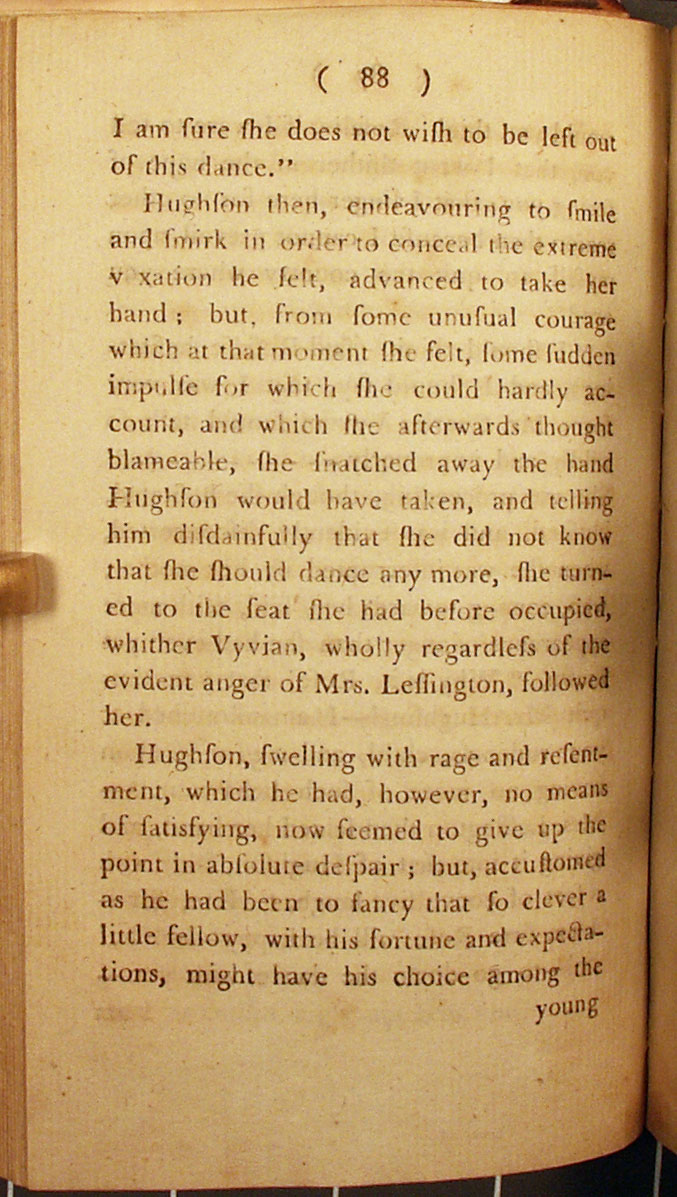 ( 88 )
I am ſure ſhe does not wiſh to be left out
of this dance.”
Hughſon then, endeavouring to ſmile
and ſmirk in order to conceal the extreme
v xation he felt, advanced to take her
hand ; but, from ſome unuſual courage
which at that moment ſhe felt, ſome ſudden
impulſe for which ſhe could hardly ac-
count, and which ſhe afterwards thought
blameable, ſhe ſnatched away the hand
Hughſon would have taken, and telling
him diſdainfully that ſhe did not know
that ſhe ſhould dance any more, ſhe turn-
ed to the ſeat ſhe had before occupied,
whither Vyvian, wholly regardleſs of the
evident anger of Mrs. Leſſington, followed
her.
Hughſon, ſwelling with rage and reſent-
ment, which he had, however, no means
of ſatisfying, now ſeemed to give up the
point in abſolute deſpair ; but, accuſtomed
as he had been to fancy that ſo clever a
little fellow, with his fortune and expecta-
tions, might have his choice among the
young